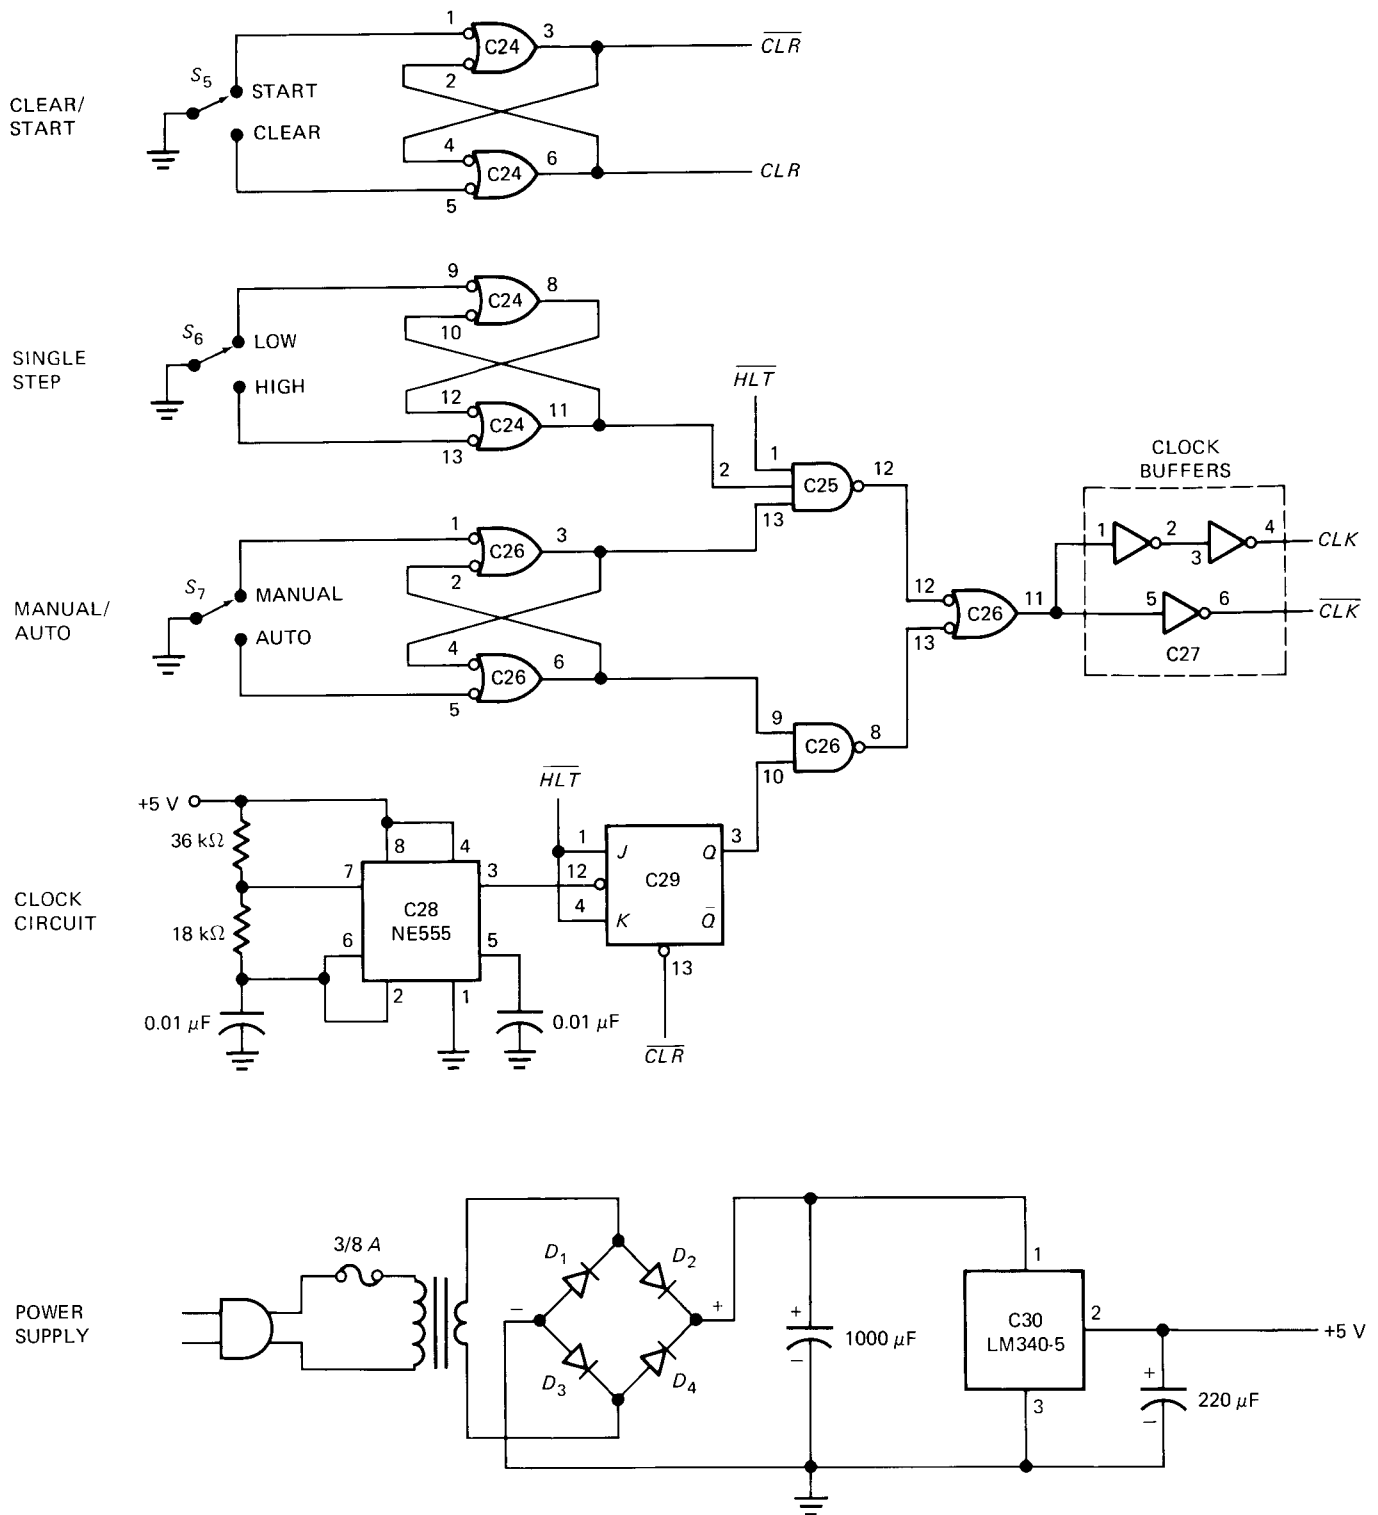 CLEAR/
START
S5
START
CLEAR
1
2
C24
3
C̅L̅R̅
4
5
C24
6
CLR
SINGLE
STEP
S6
LOW
HIGH
9
10
C24
8
12
13
C24
11
H̅L̅T̅
1
2
13
C25
12
MANUAL/
AUTO
S7
MANUAL
AUTO
1
2
C26
3
4
5
C26
6
9
10
C26
8
12
13
C26
11
CLOCK
BUFFERS
1
2
3
4
CLK
5
6
C̅L̅K̅
C27
CLOCK
CIRCUIT
+5 V
36 kΩ
18 kΩ
0.01 μF
7
6
8
4
C28
NE555
3
5
2
1
0.01 μF
H̅L̅T̅
1
12
4
J
Q
C29
K
Q̅
3
13
C̅L̅R̅
POWER
SUPPLY
3/8 A
D1
D2
D3
D4
−
+
+
1000 μF
−
1
C30
LM340-5
2
3
+5 V
+
220 μF
−